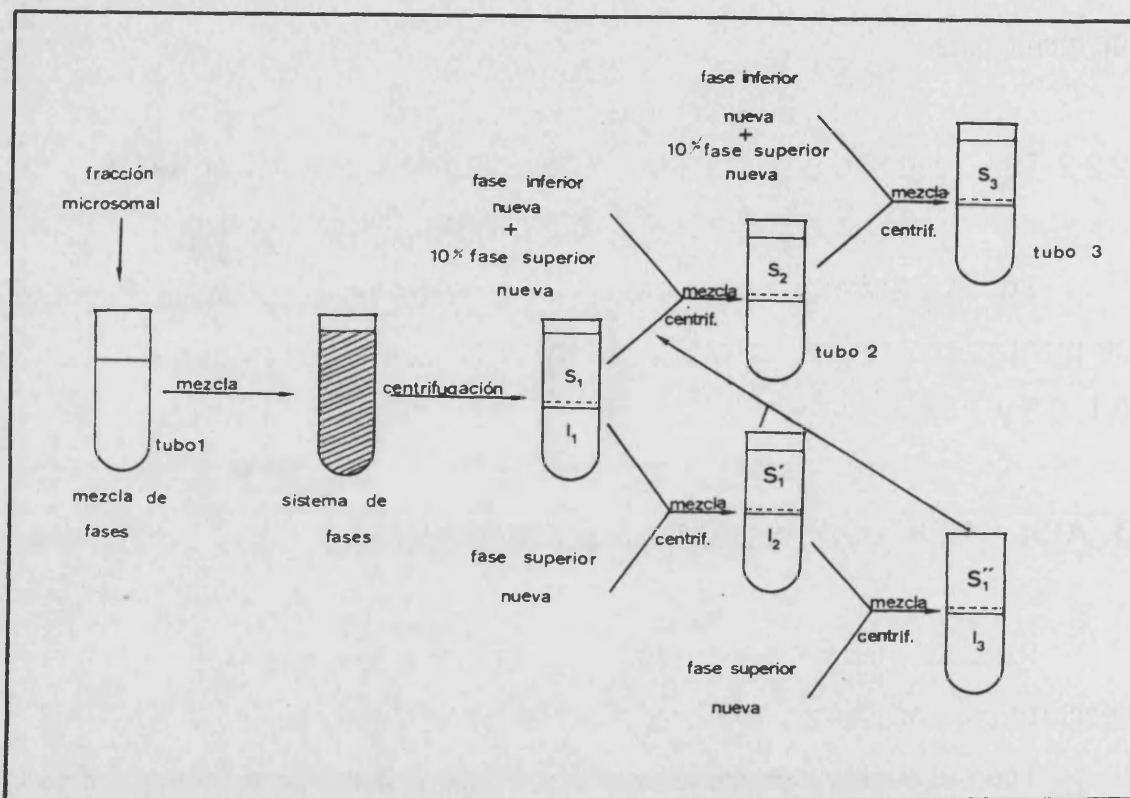 fracción
microsomal
tubo1
mezcla de
fases
mezcla
sistema de
fases
centrifugación
S1
I1
fase inferior
nueva
+
10% fase superior
nueva
mezcla
centrif.
S2
tubo 2
fase inferior
nueva
+
10% fase superior
nueva
mezcla
centrif.
S3
tubo 3
fase superior
nueva
mezcla
centrif.
S1′
I2
fase superior
nueva
mezcla
centrif.
S1′′
I3